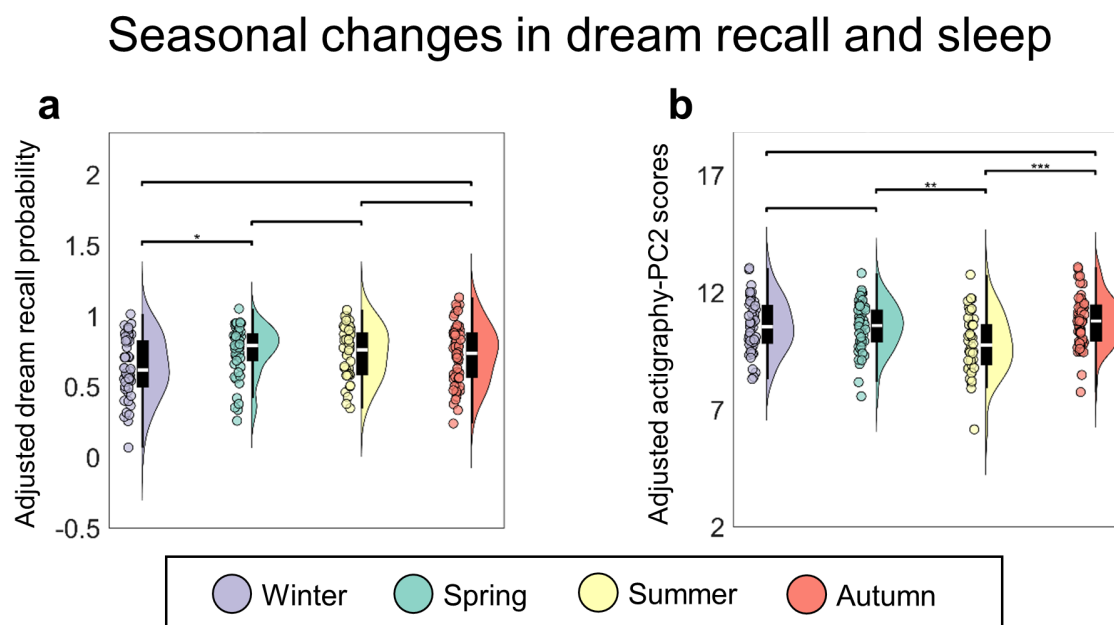 Seasonal changes in dream recall and sleep
a
Adjusted dream recall probability
2
1.5
1
0.5
0
-0.5
*
b
Adjusted actigraphy-PC2 scores
17
12
7
2
**
***
Winter
Spring
Summer
Autumn